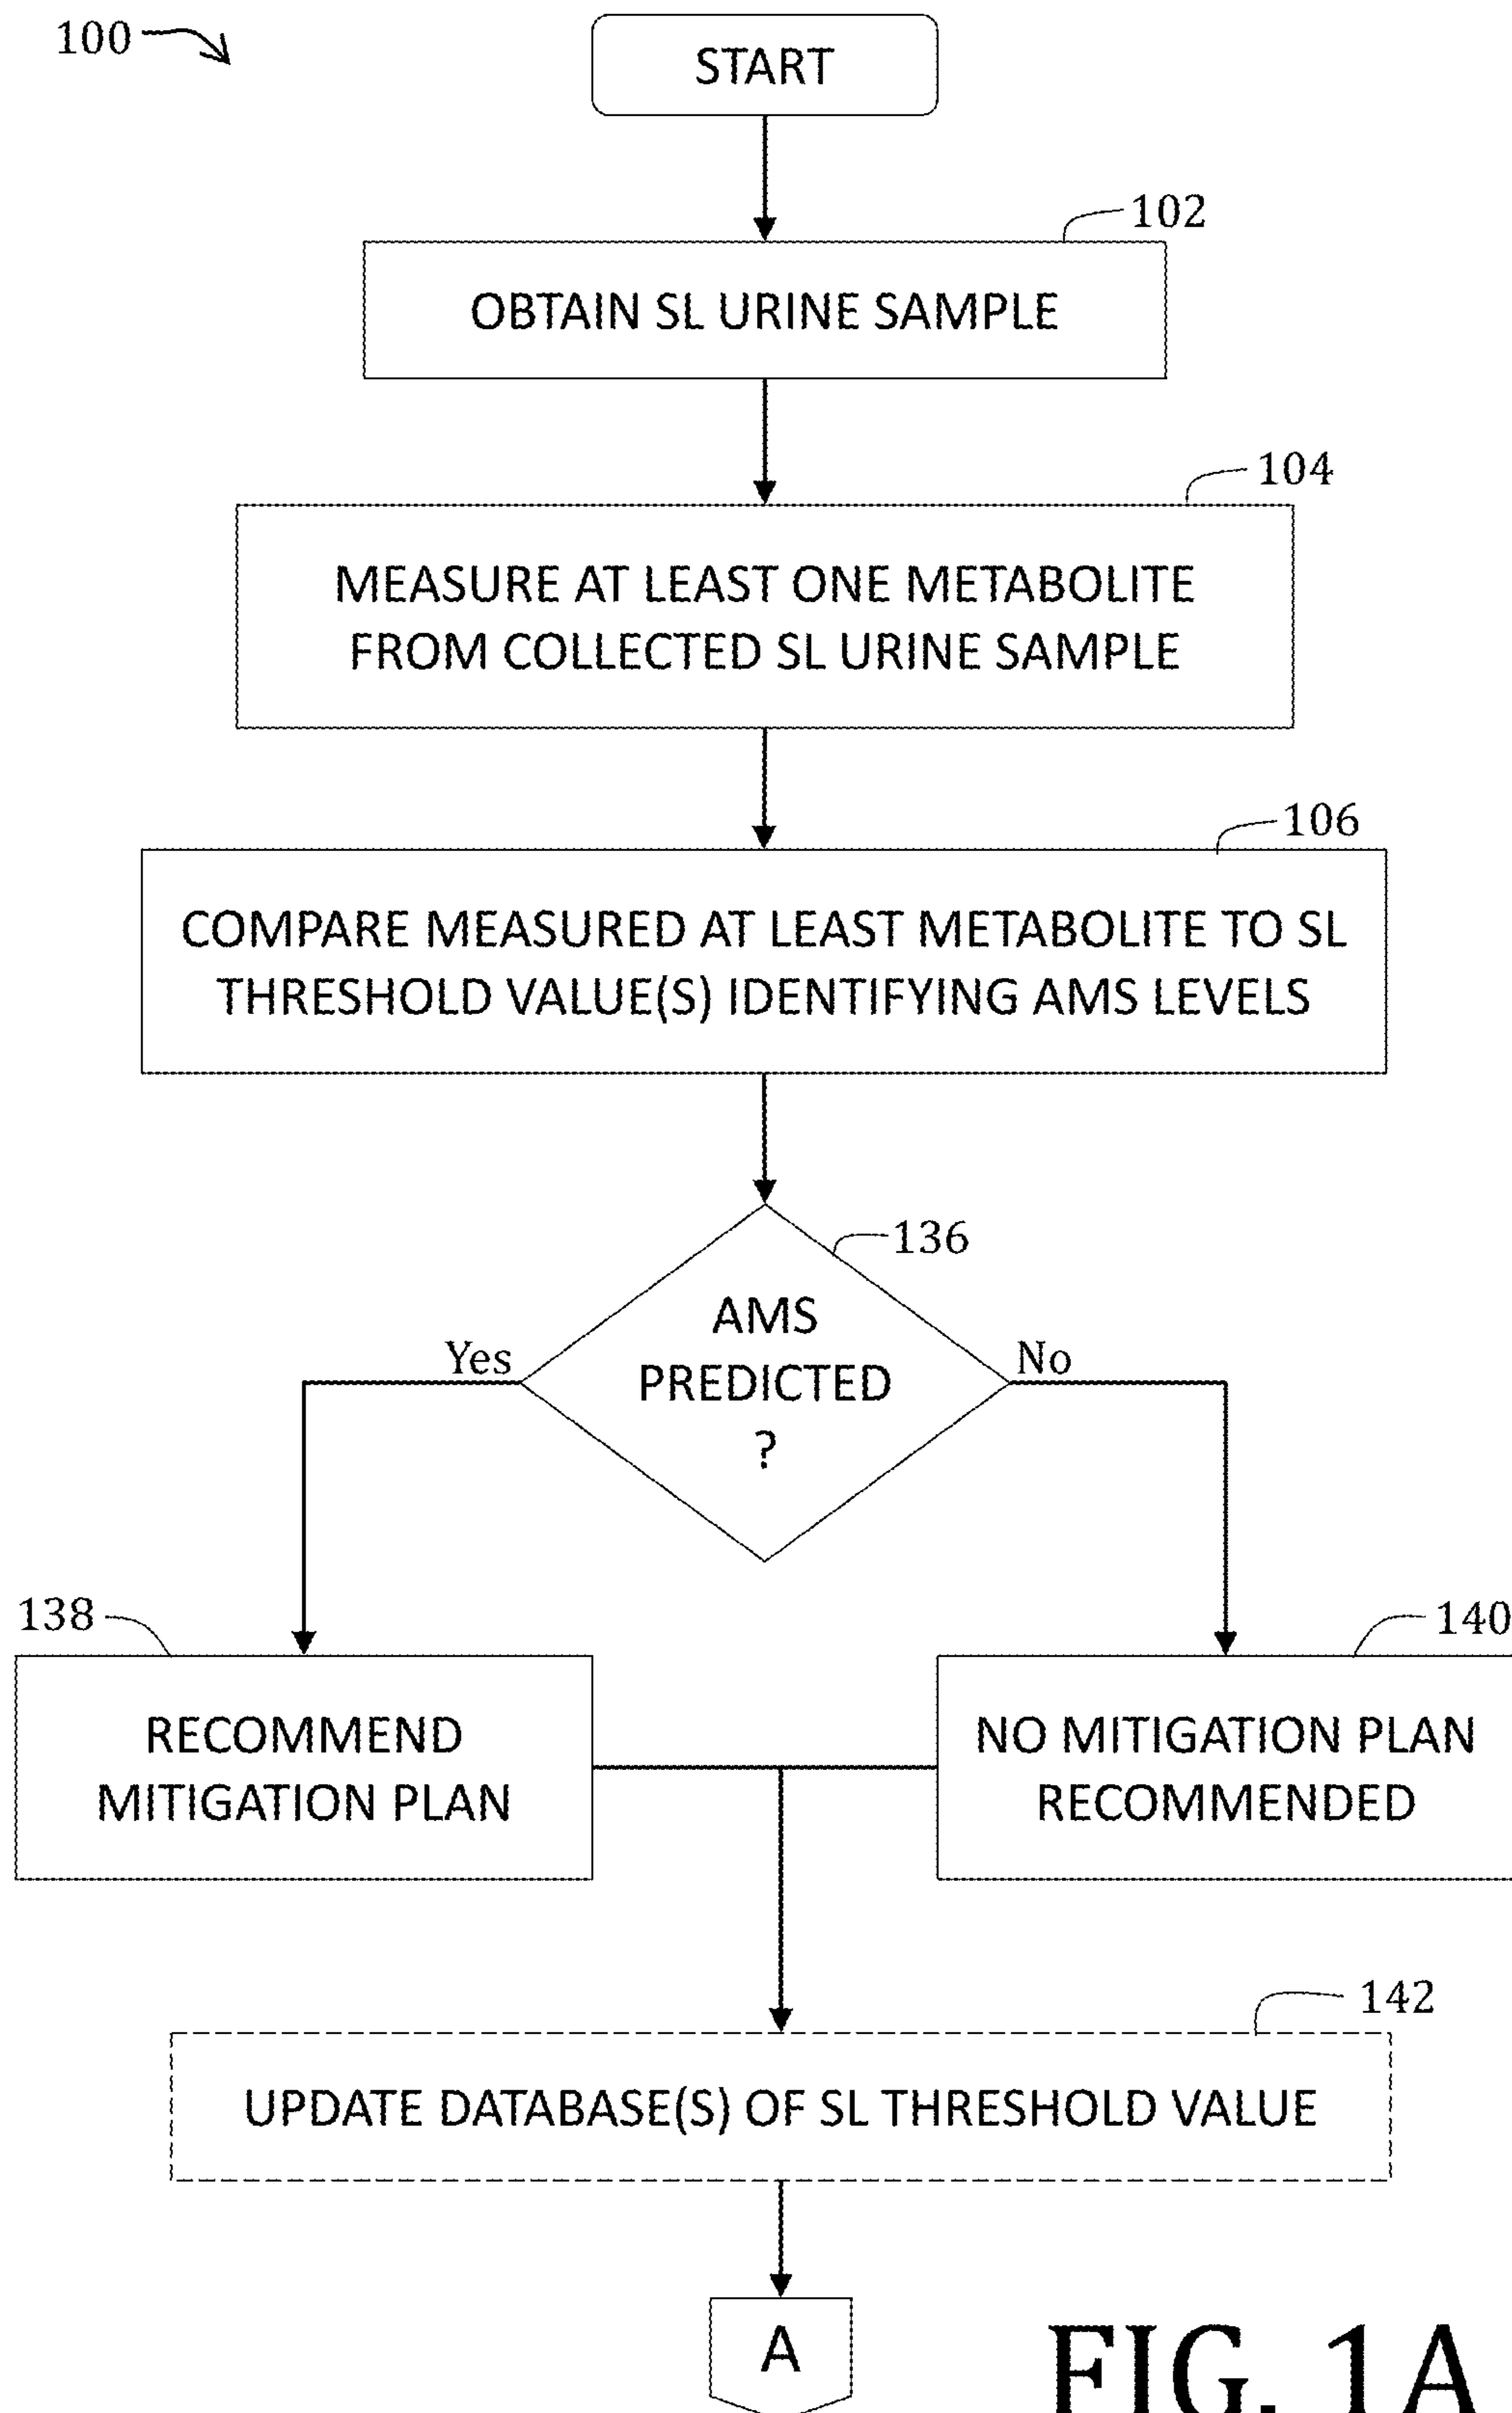 100
START
102
OBTAIN SL URINE SAMPLE
104
MEASURE AT LEAST ONE METABOLITE
FROM COLLECTED SL URINE SAMPLE
106
COMPARE MEASURED AT LEAST METABOLITE TO SL
THRESHOLD VALUE(S) IDENTIFYING AMS LEVELS
136
AMS
PREDICTED
?
Yes
No
138
RECOMMEND
MITIGATION PLAN
140
NO MITIGATION PLAN
RECOMMENDED
142
UPDATE DATABASE(S) OF SL THRESHOLD VALUE
A
FIG. 1A